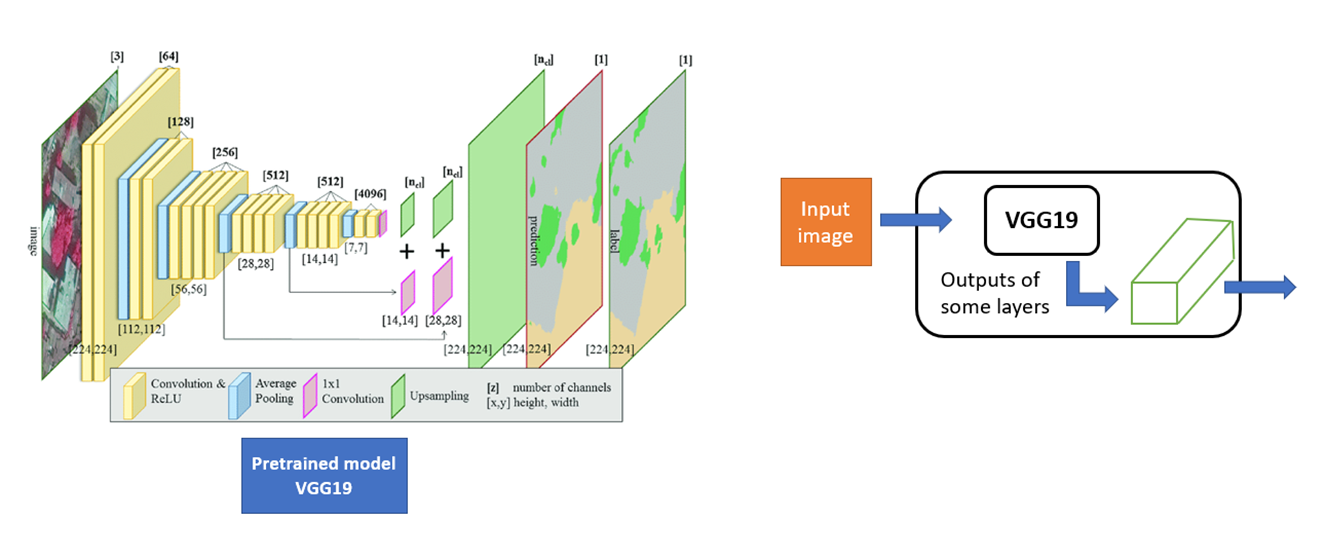 [3]
[64]
[128]
[256]
[512]
[512]
[4096]
[n_cl]
[n_cl]
[n_cl]
[1]
[1]
image
[224,224]
[112,112]
[56,56]
[28,28]
[14,14]
[7,7]
+
+
[14,14]
[28,28]
[224,224]
prediction
[224,224]
label
[224,224]
Convolution &
ReLU
Average
Pooling
1x1
Convolution
Upsampling
[z] number of channels
[x,y] height, width
Pretrained model
VGG19
Input
image
VGG19
Outputs of
some layers